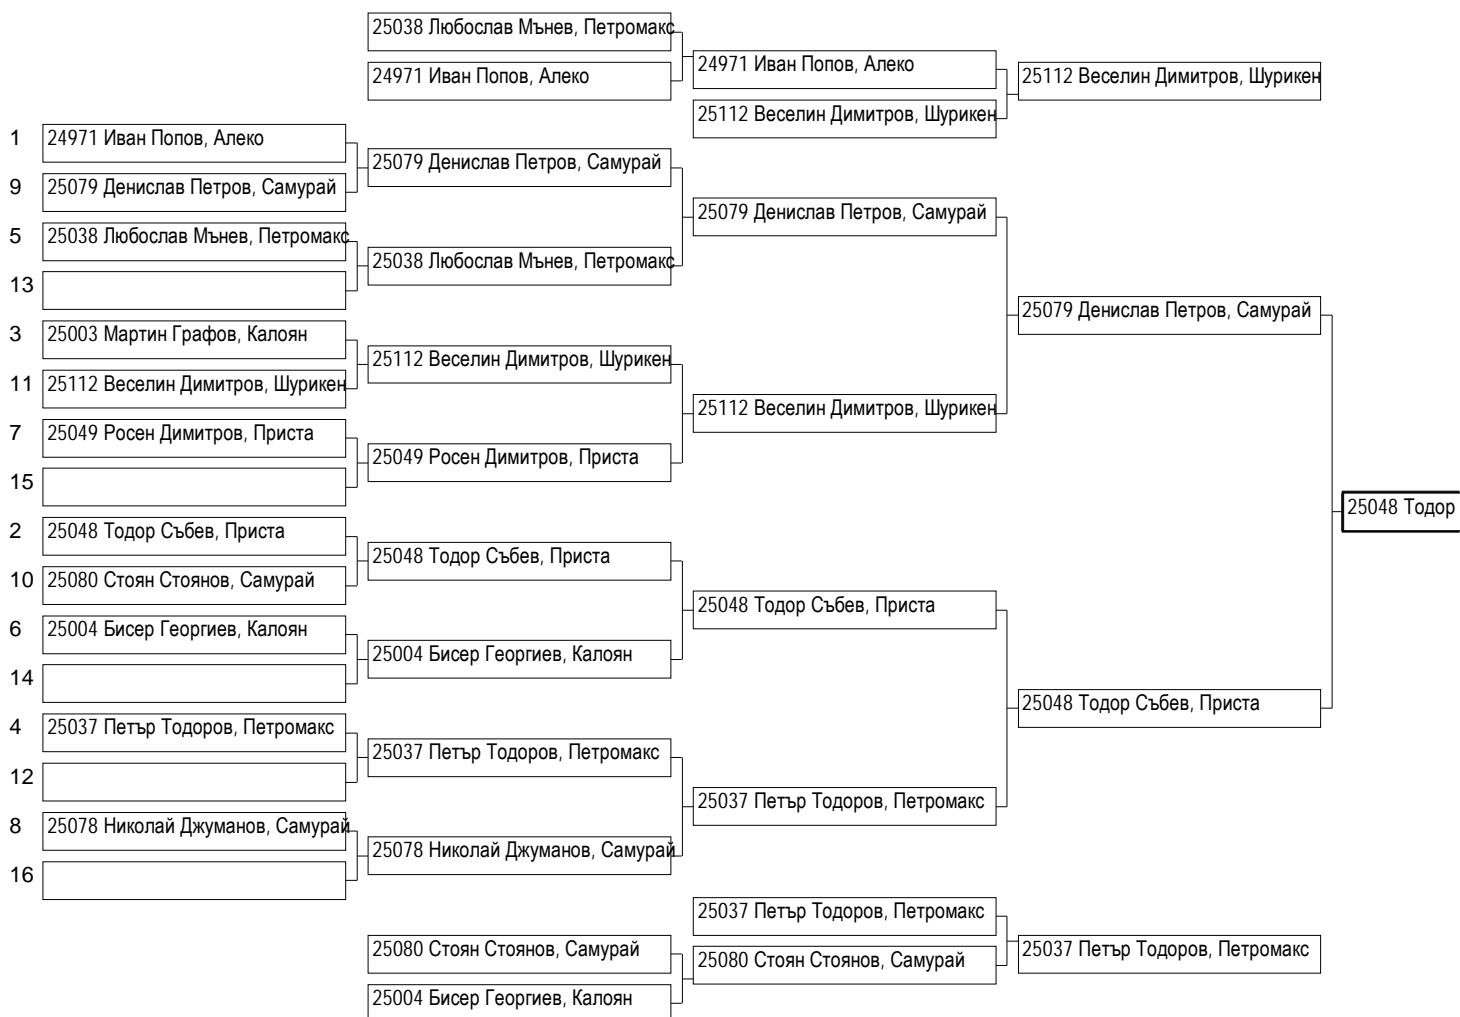 25038 Любослав Мънев, Петромакс
24971 Иван Попов, Алеко
24971 Иван Попов, Алеко
25112 Веселин Димитров, Шурикен
25112 Веселин Димитров, Шурикен
1 24971 Иван Попов, Алеко
9 25079 Денислав Петров, Самурай
5 25038 Любослав Мънев, Петромакс
13
3 25003 Мартин Графов, Калоян
11 25112 Веселин Димитров, Шурикен
7 25049 Росен Димитров, Приста
15
2 25048 Тодор Събев, Приста
10 25080 Стоян Стоянов, Самурай
6 25004 Бисер Георгиев, Калоян
14
4 25037 Петър Тодоров, Петромакс
12
8 25078 Николай Джуманов, Самурай
16
25079 Денислав Петров, Самурай
25038 Любослав Мънев, Петромакс
25112 Веселин Димитров, Шурикен
25049 Росен Димитров, Приста
25048 Тодор Събев, Приста
25004 Бисер Георгиев, Калоян
25037 Петър Тодоров, Петромакс
25078 Николай Джуманов, Самурай
25079 Денислав Петров, Самурай
25112 Веселин Димитров, Шурикен
25048 Тодор Събев, Приста
25037 Петър Тодоров, Петромакс
25079 Денислав Петров, Самурай
25048 Тодор Събев, Приста
25048 Тодор
25080 Стоян Стоянов, Самурай
25004 Бисер Георгиев, Калоян
25037 Петър Тодоров, Петромакс
25080 Стоян Стоянов, Самурай
25037 Петър Тодоров, Петромакс